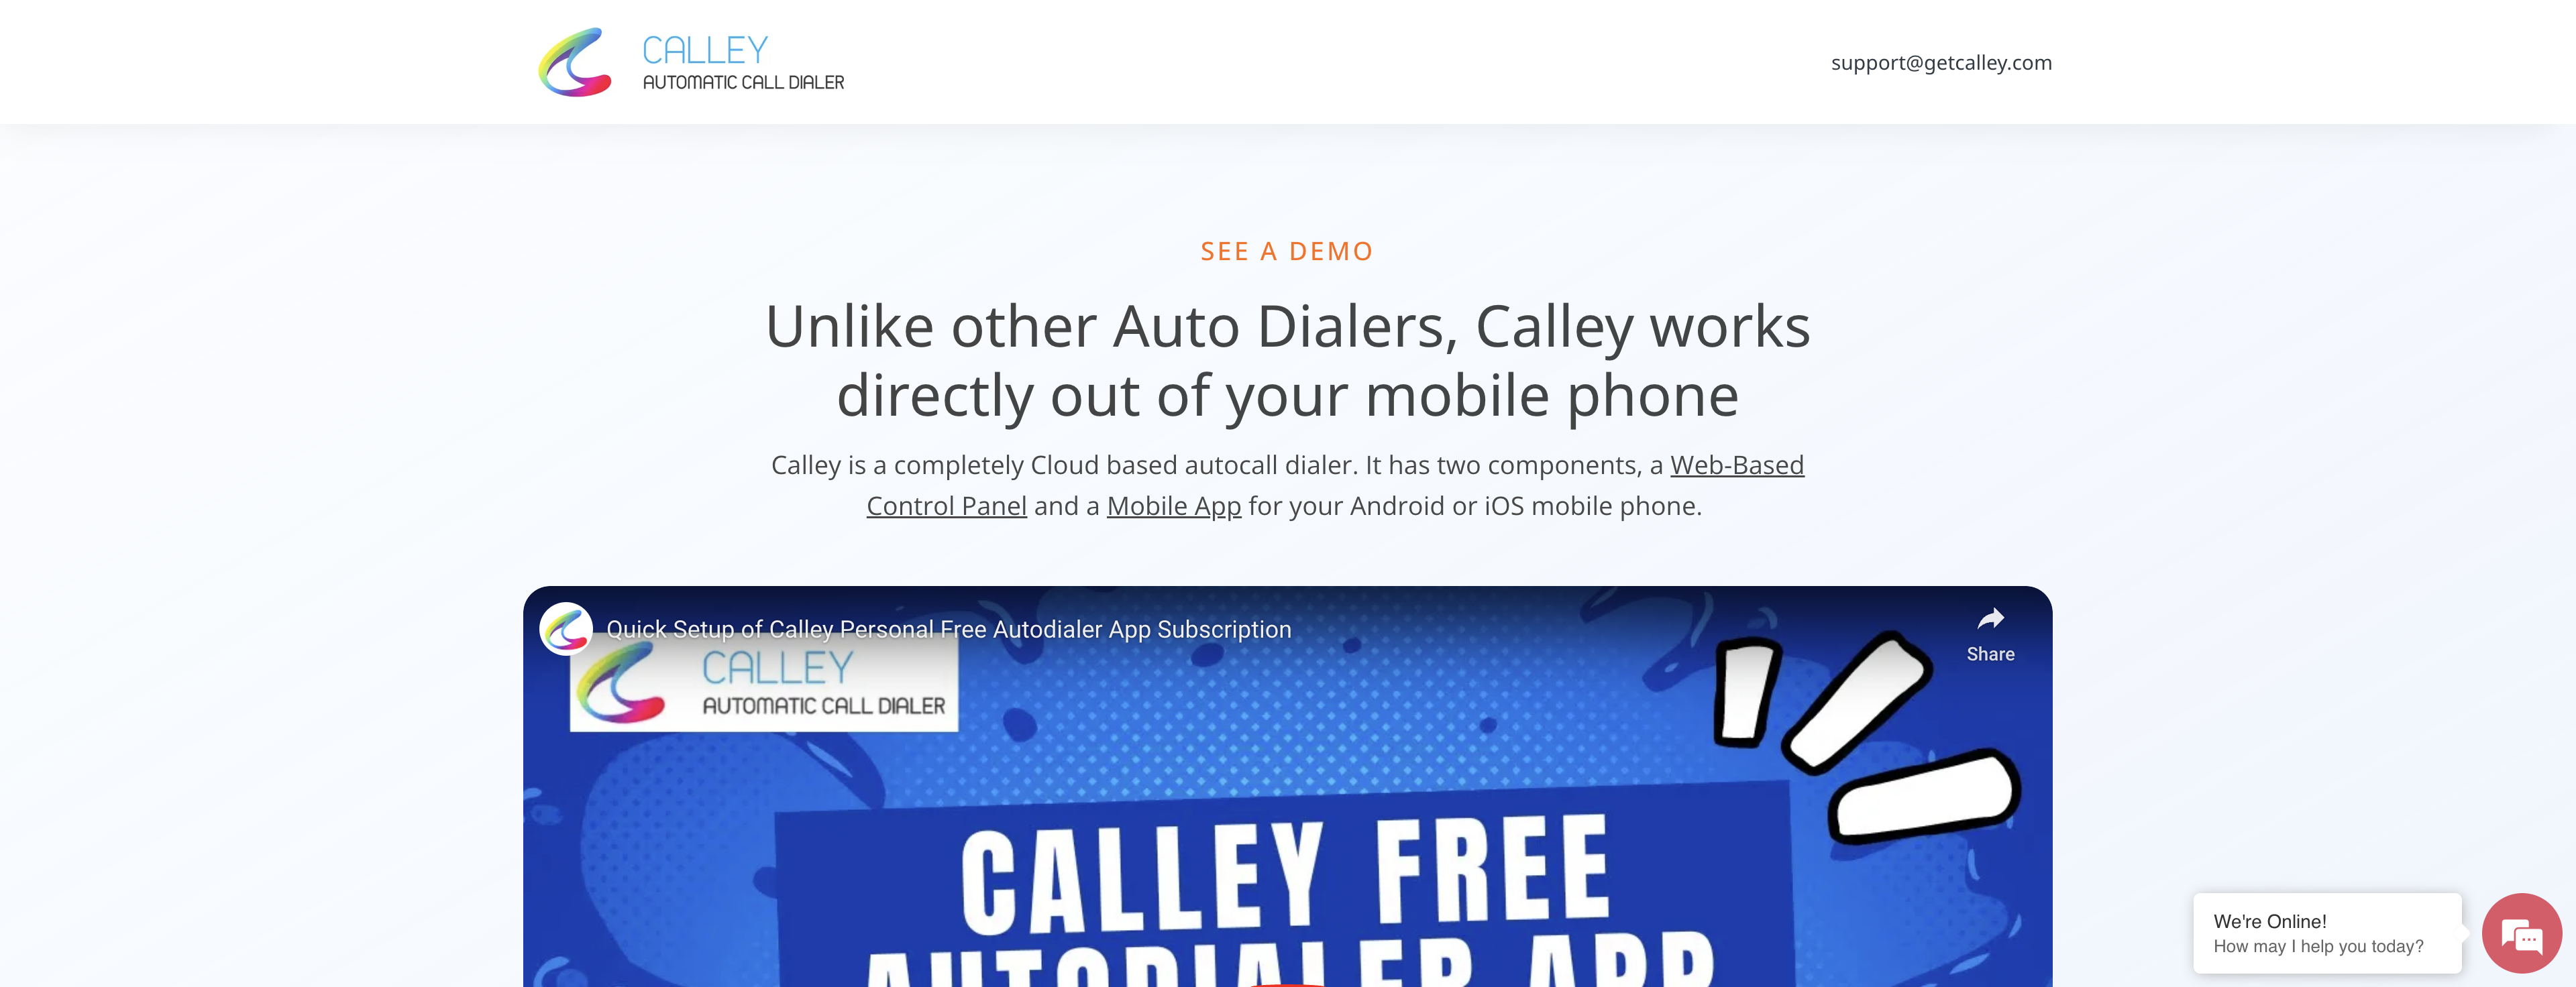 CALLEY
AUTOMATIC CALL DIALER
support@getcalley.com
SEE A DEMO
Unlike other Auto Dialers, Calley works
directly out of your mobile phone
Calley is a completely Cloud based autocall dialer. It has two components, a Web-Based
Control Panel and a Mobile App for your Android or iOS mobile phone.
Quick Setup of Calley Personal Free Autodialer App Subscription
Share
CALLEY
AUTOMATIC CALL DIALER
CALLEY FREE
AUTODIALER APP
We're Online!
How may I help you today?